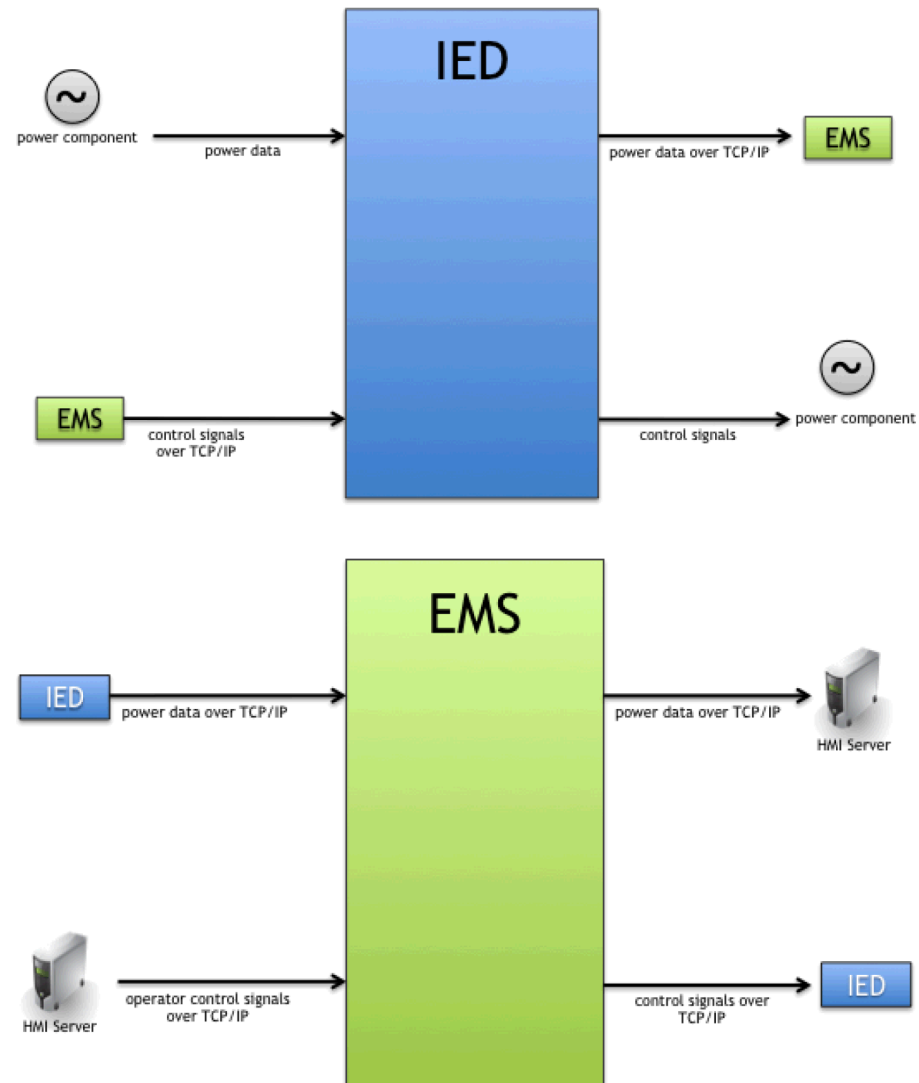 IED
power component
power data
power data over TCP/IP
EMS
EMS
control signals
over TCP/IP
control signals
power component
EMS
IED
power data over TCP/IP
power data over TCP/IP
HMI Server
HMI Server
operator control signals
over TCP/IP
control signals over
TCP/IP
IED